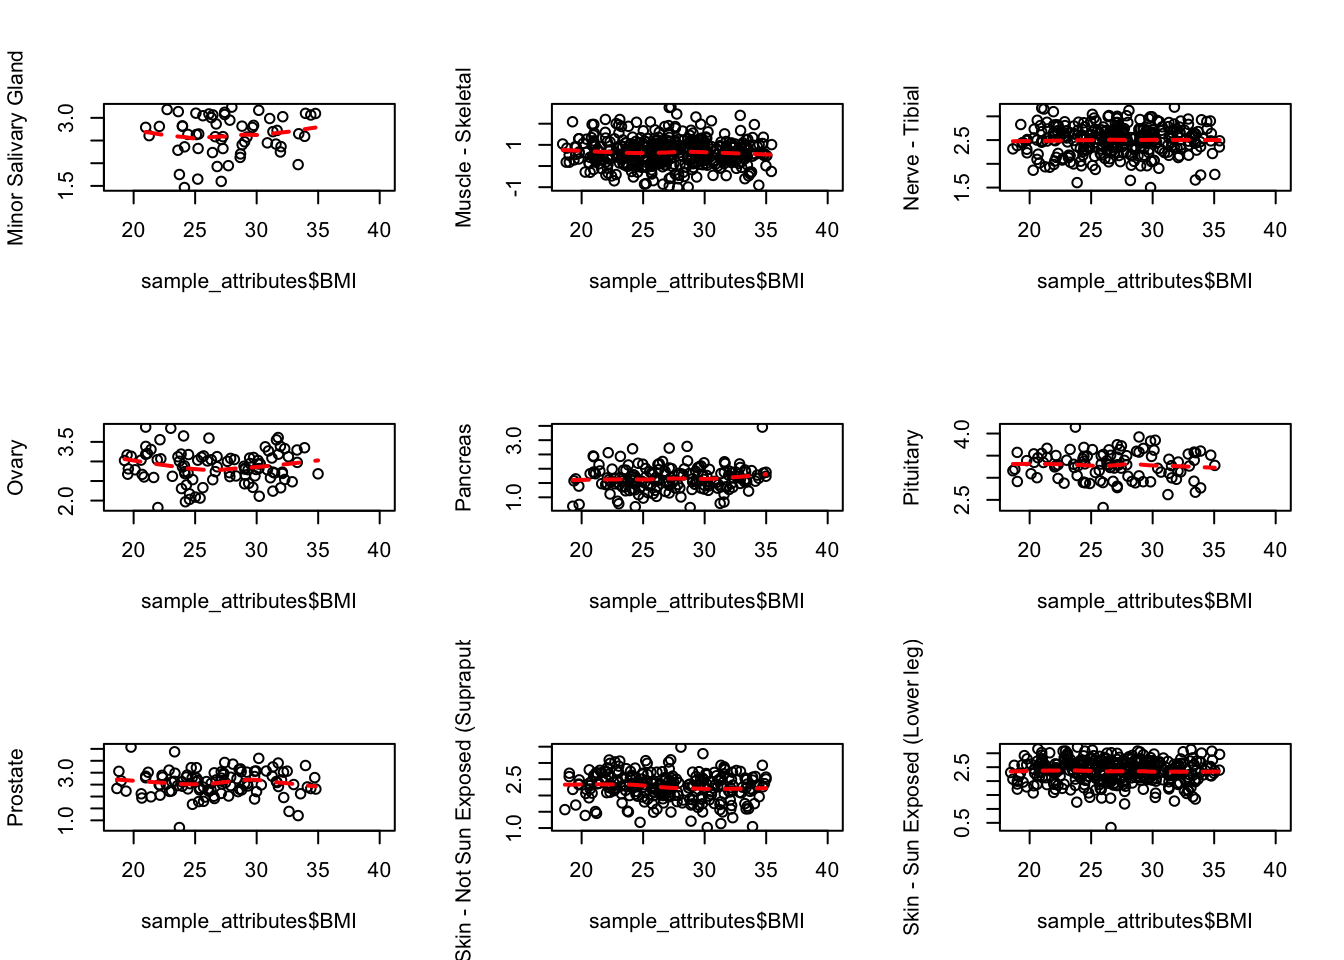 Minor Salivary Gland
3.0
1.5
20 25 30 35 40
sample_attributes$BMI
Muscle - Skeletal
1
-1
20 25 30 35 40
sample_attributes$BMI
Nerve - Tibial
2.5
1.5
20 25 30 35 40
sample_attributes$BMI
Ovary
3.5
2.0
20 25 30 35 40
sample_attributes$BMI
Pancreas
3.0
1.0
20 25 30 35 40
sample_attributes$BMI
Pituitary
4.0
2.5
20 25 30 35 40
sample_attributes$BMI
Prostate
3.0
1.0
20 25 30 35 40
sample_attributes$BMI
Skin - Not Sun Exposed (Suprapub
2.5
1.0
20 25 30 35 40
sample_attributes$BMI
Skin - Sun Exposed (Lower leg)
2.5
0.5
20 25 30 35 40
sample_attributes$BMI